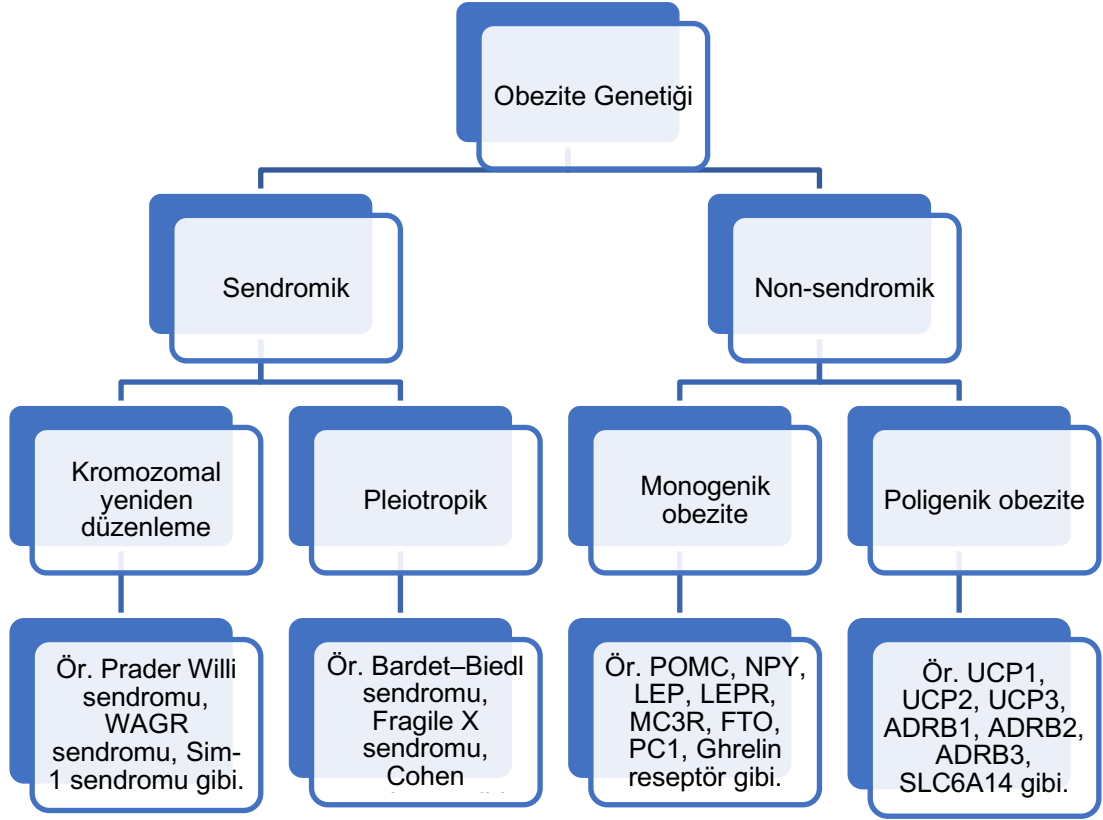 Obezite Genetiği
Sendromik
Non-sendromik
Kromozomal
yeniden
düzenleme
Pleiotropik
Monogenik
obezite
Poligenik obezite
Ör. Prader Willi
sendromu,
WAGR
sendromu, Sim-
1 sendromu gibi.
Ör. Bardet–Biedl
sendromu,
Fragile X
sendromu,
Cohen
Ör. POMC, NPY,
LEP, LEPR,
MC3R, FTO,
PC1, Ghrelin
reseptör gibi.
Ör. UCP1,
UCP2, UCP3,
ADRB1, ADRB2,
ADRB3,
SLC6A14 gibi.